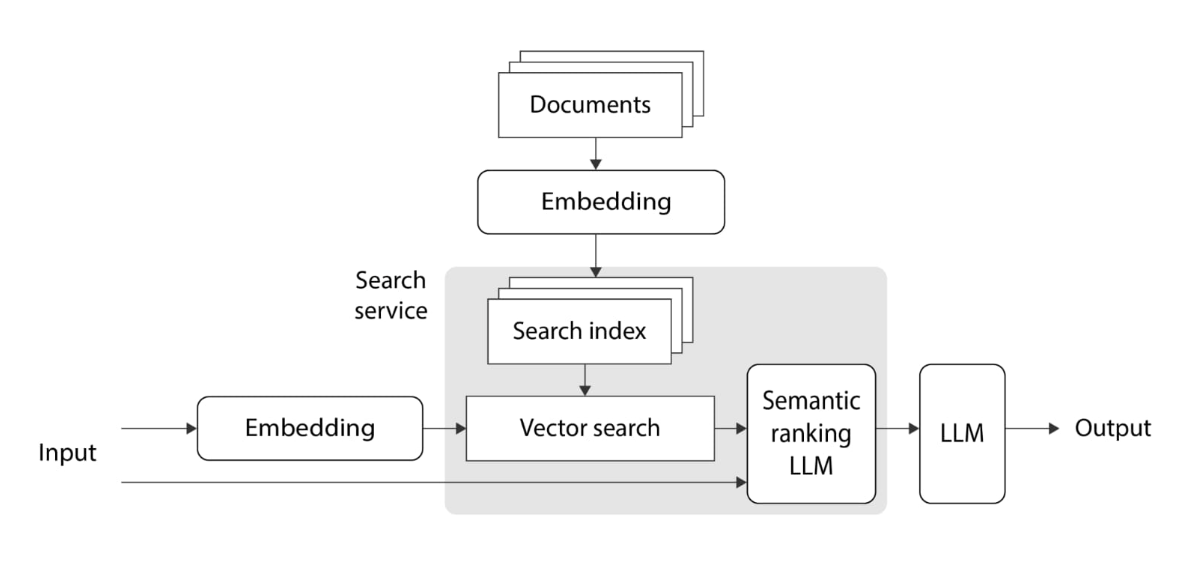 Documents
Embedding
Search
service
Search index
Input
Embedding
Vector search
Semantic
ranking
LLM
LLM
Output